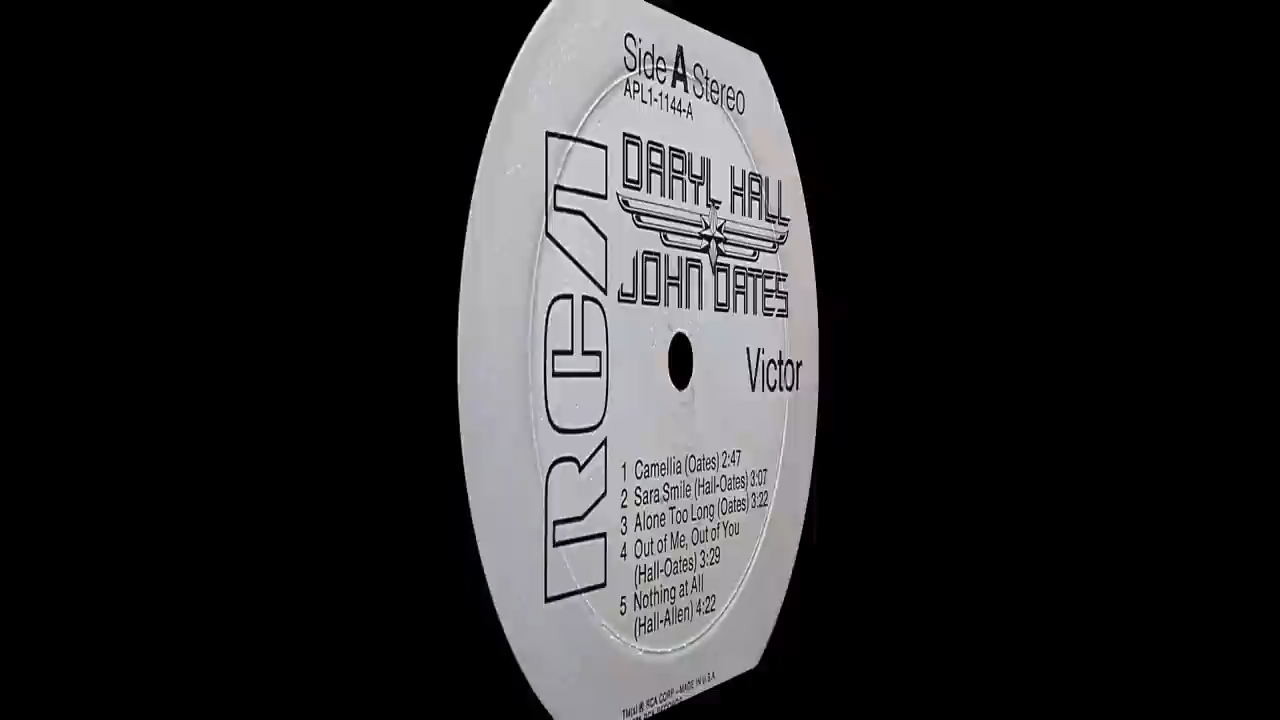 Side A Stereo
APL1-1144-A
RCA
DARYL HALL
JOHN OATES
Victor
1 Camellia (Oates) 2:47
2 Sara Smile (Hall-Oates) 3:07
3 Alone Too Long (Oates) 3:22
4 Out of Me, Out of You
(Hall-Oates) 3:29
5 Nothing at All
(Hall-Allen) 4:22
TM(s) ® RCA CORP.—MADE IN U.S.A.